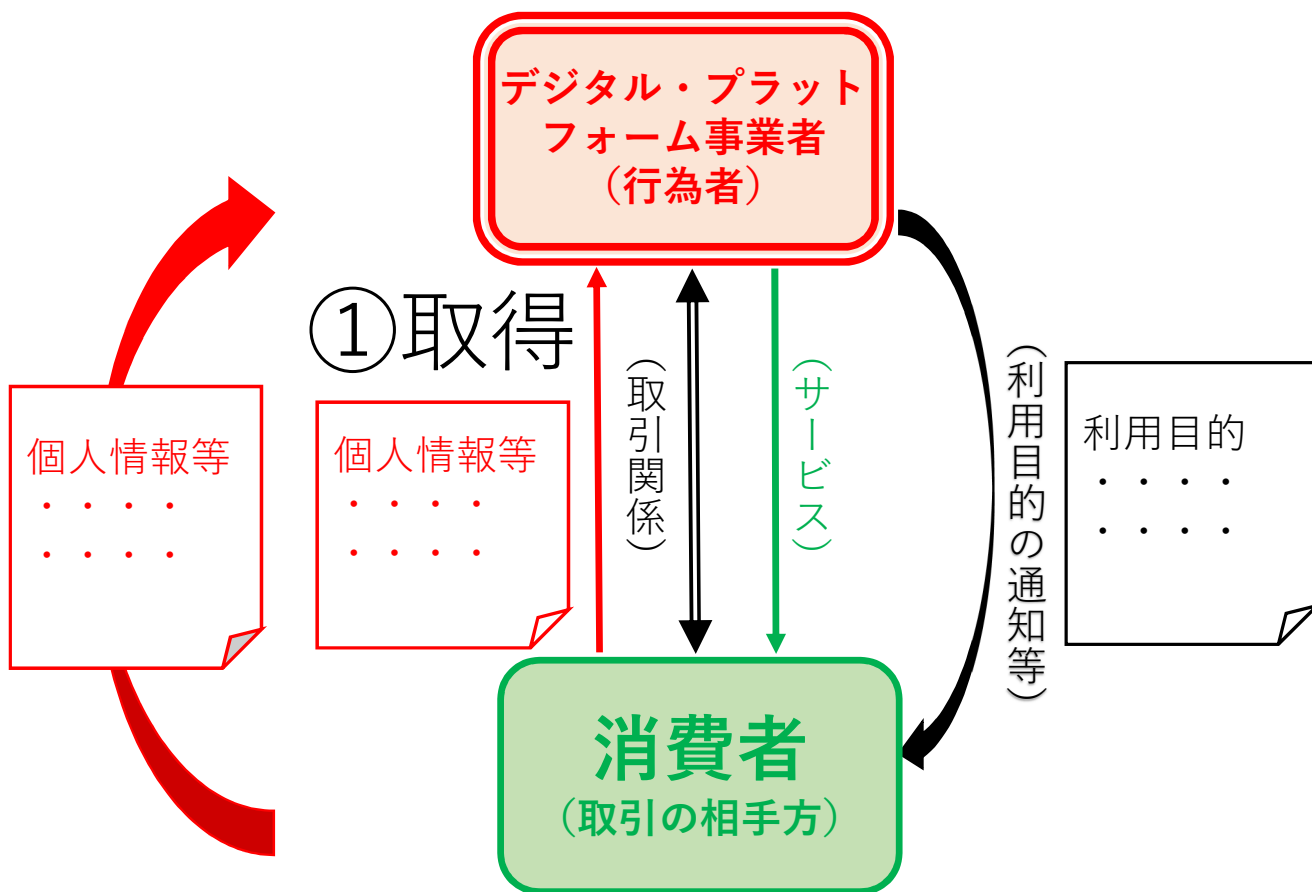 デジタル・プラット
フォーム事業者
（行為者）
①取得
個人情報等
・・・・
・・・・
個人情報等
・・・・
・・・・
（取引関係）
（サービス）
（利用目的の通知等）
利用目的
・・・・
・・・・
消費者
（取引の相手方）